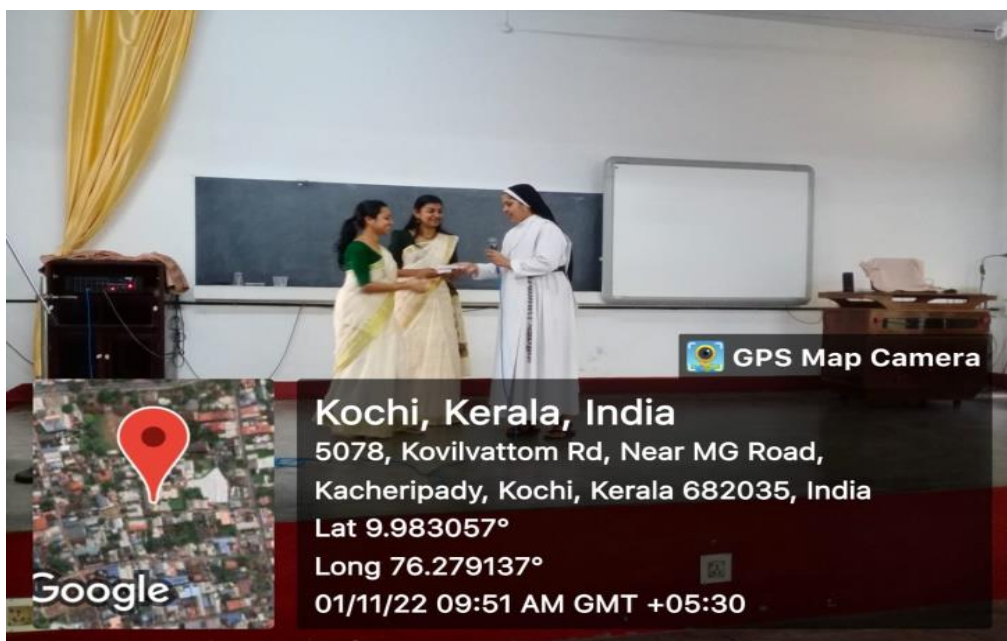 GPS Map Camera
Kochi, Kerala, India
5078, Kovilvattom Rd, Near MG Road,
Kacheripady, Kochi, Kerala 682035, India
Lat 9.983057°
Long 76.279137°
01/11/22 09:51 AM GMT +05:30
Google